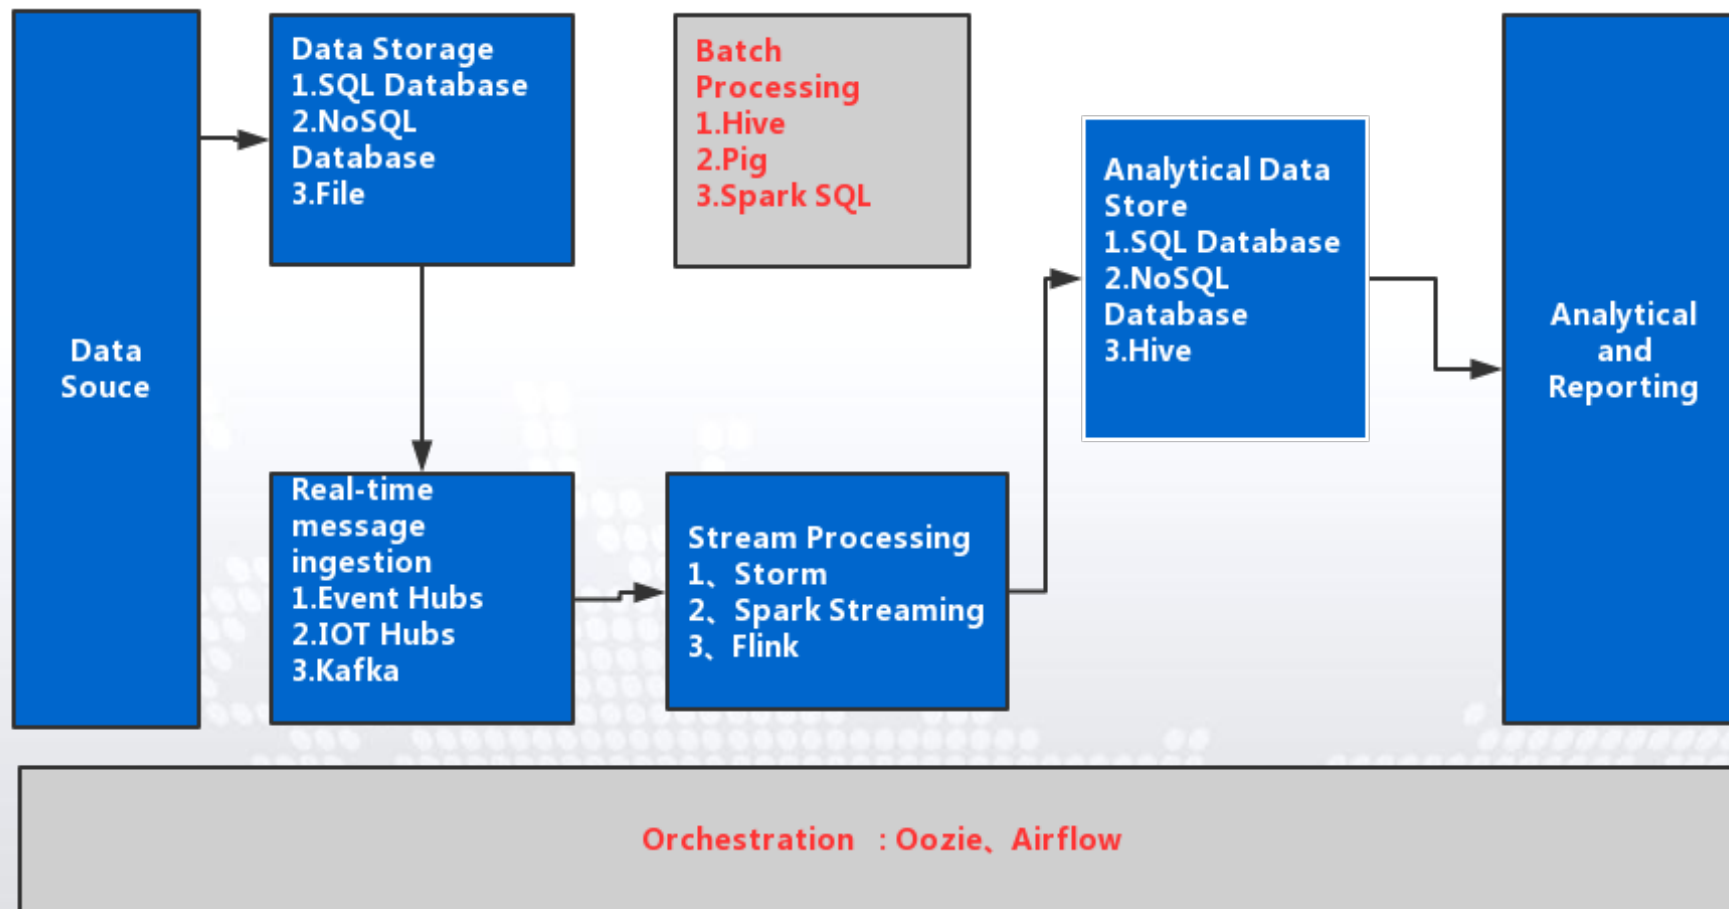 Data
Souce
Data Storage
1.SQL Database
2.NoSQL
Database
3.File
Batch
Processing
1.Hive
2.Pig
3.Spark SQL
Real-time
message
ingestion
1.Event Hubs
2.IOT Hubs
3.Kafka
Stream Processing
1、Storm
2、Spark Streaming
3、Flink
Analytical Data
Store
1.SQL Database
2.NoSQL
Database
3.Hive
Analytical
and
Reporting
Orchestration ：Oozie、Airflow